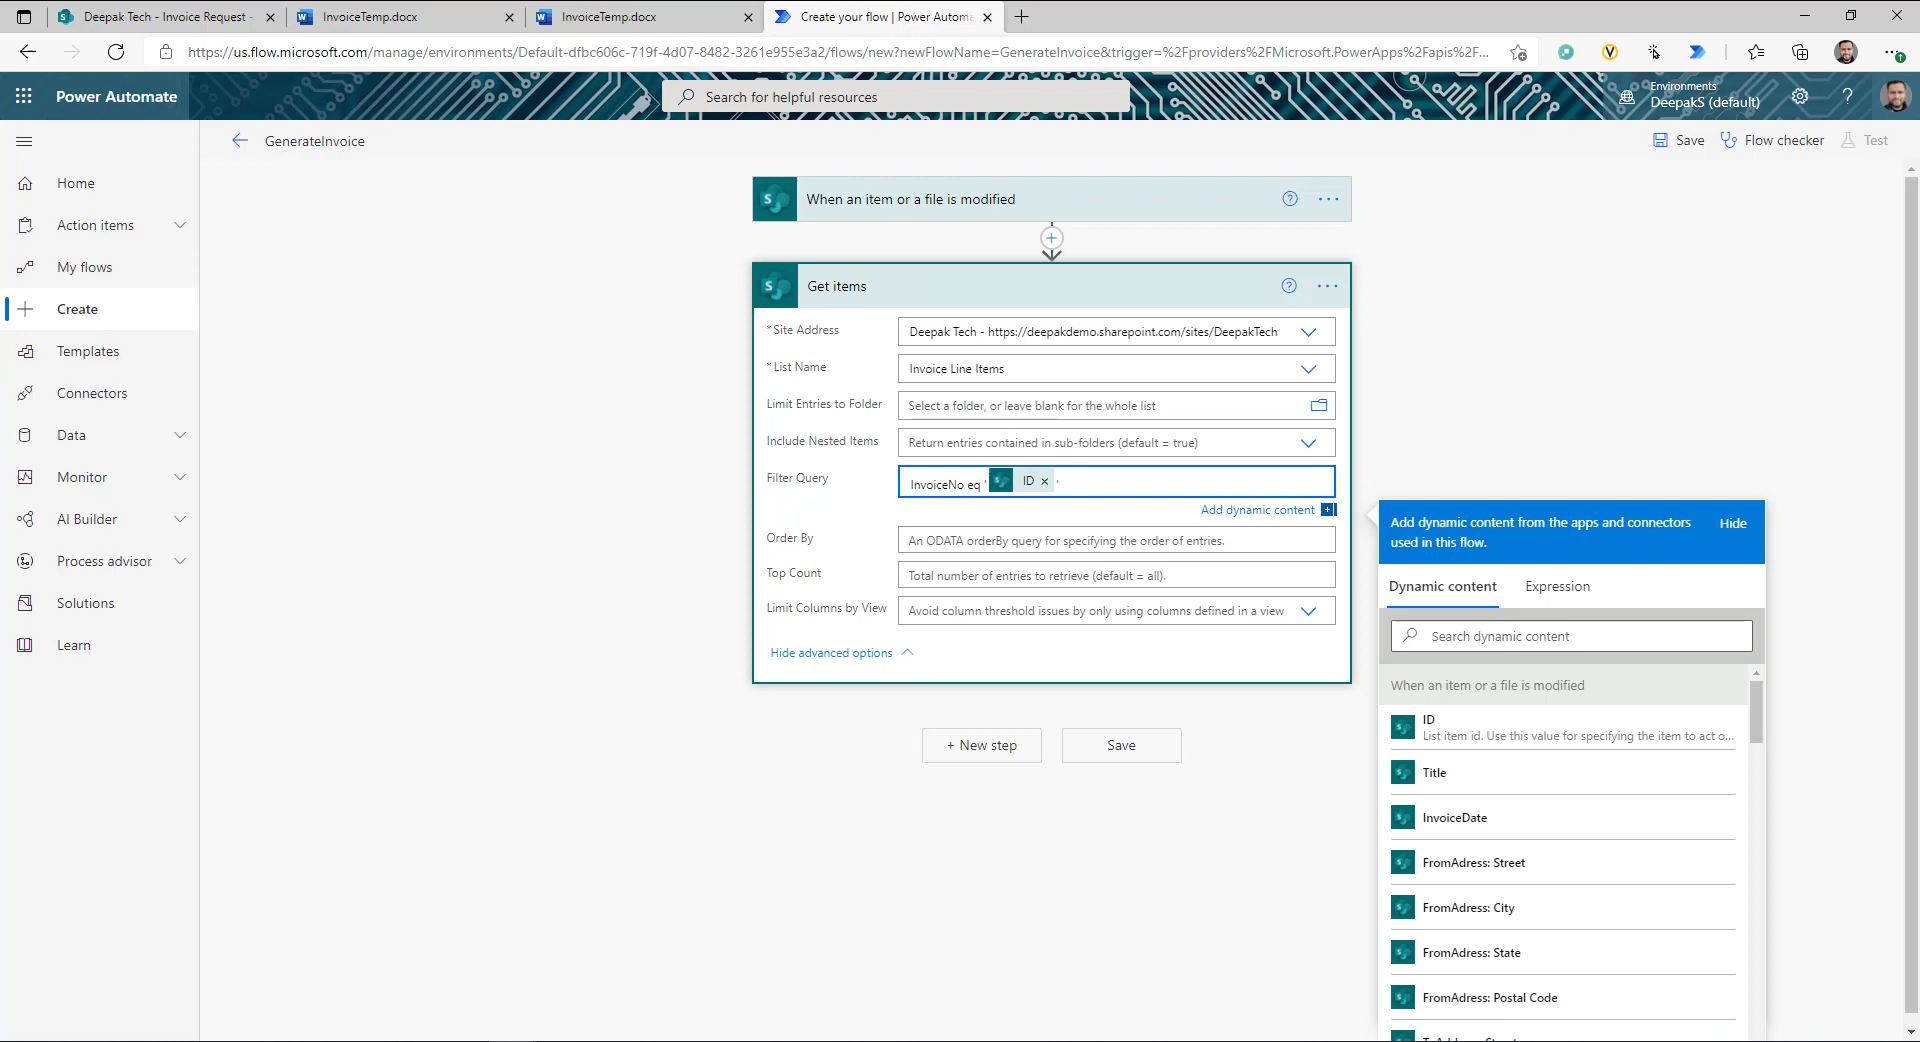 Deepak Tech - Invoice Request -
InvoiceTemp.docx
InvoiceTemp.docx
Create your flow | Power Automa
https://us.flow.microsoft.com/manage/environments/Default-dfbc606c-719f-4d07-8482-3261e955e3a2/flows/new?newFlowName=GenerateInvoice&trigger=%2Fproviders%2FMicrosoft.PowerApps%2Fapis%2F...
Power Automate
Search for helpful resources
Environments
DeepakS (default)
GenerateInvoice
Save
Flow checker
Test
Home
Action items
My flows
Create
Templates
Connectors
Data
Monitor
AI Builder
Process advisor
Solutions
Learn
When an item or a file is modified
Get items
* Site Address
Deepak Tech - https://deepakdemo.sharepoint.com/sites/DeepakTech
* List Name
Invoice Line Items
Limit Entries to Folder
Select a folder, or leave blank for the whole list
Include Nested Items
Return entries contained in sub-folders (default = true)
Filter Query
InvoiceNo eq ' ID × '
Add dynamic content
Order By
An ODATA orderBy query for specifying the order of entries.
Top Count
Total number of entries to retrieve (default = all).
Limit Columns by View
Avoid column threshold issues by only using columns defined in a view
Hide advanced options
+ New step
Save
Add dynamic content from the apps and connectors
used in this flow.
Hide
Dynamic content
Expression
Search dynamic content
When an item or a file is modified
ID
List item id. Use this value for specifying the item to act o...
Title
InvoiceDate
FromAdress: Street
FromAdress: City
FromAdress: State
FromAdress: Postal Code